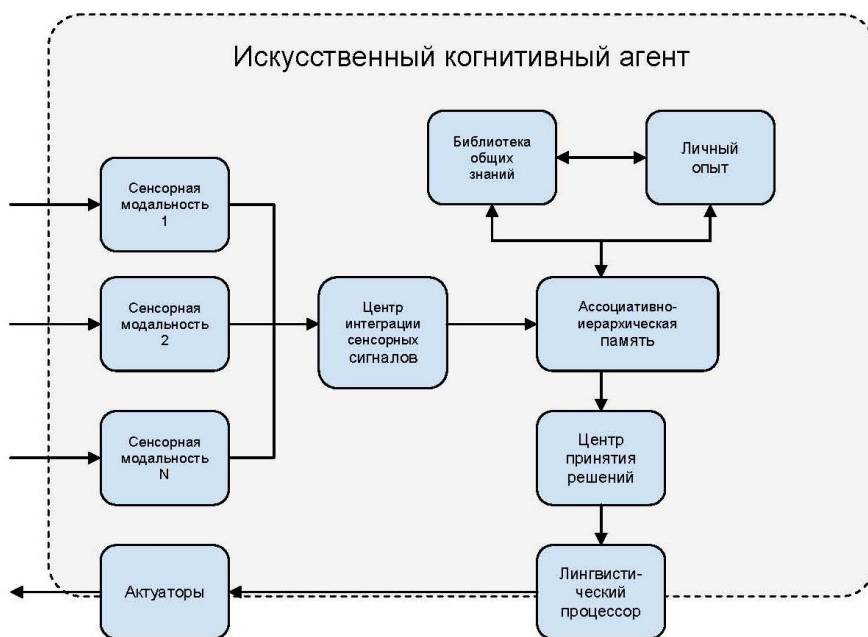 Искусственный когнитивный агент
Библиотека
общих
знаний
Личный
опыт
Сенсорная
модальность
1
Сенсорная
модальность
2
Центр
интеграции
сенсорных
сигналов
Ассоциативно-
иерархическая
память
Сенсорная
модальность
N
Центр
принятия
решений
Актуаторы
Лингвисти-
ческий
процессор